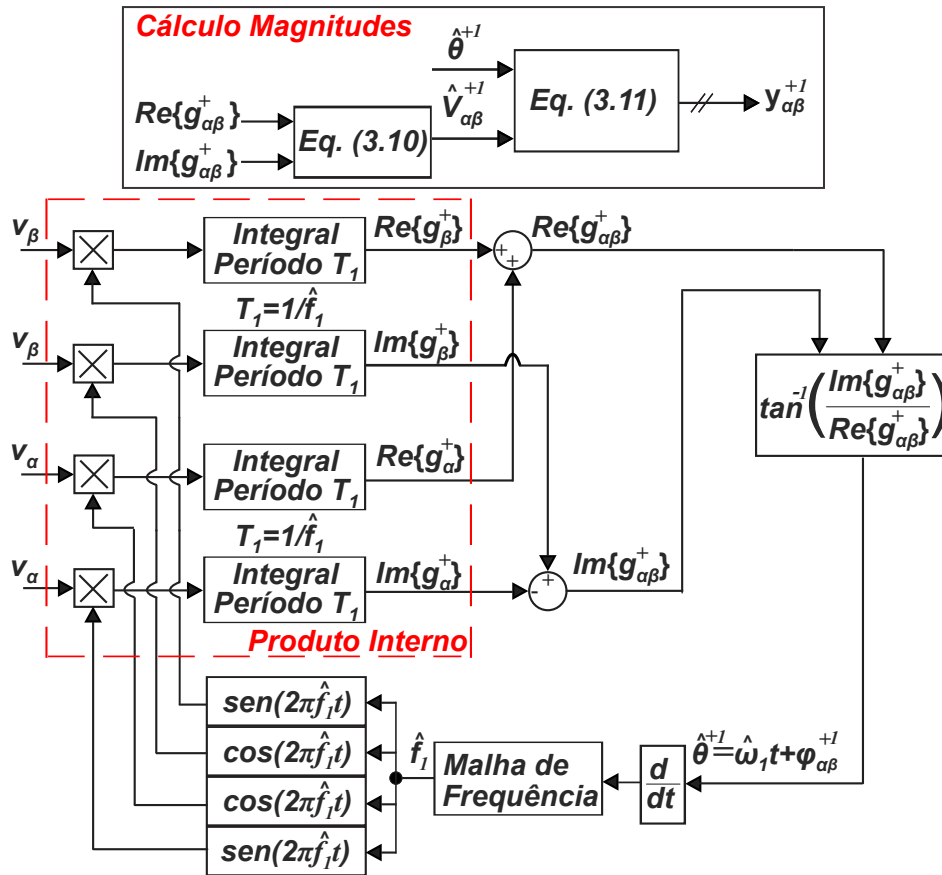 Cálculo Magnitudes
θ̂⁺¹
Re{g⁺αβ}
Im{g⁺αβ}
Eq. (3.10)
V̂⁺¹αβ
Eq. (3.11)
y⁺¹αβ
vβ
Integral
Período T₁
Re{g⁺β}
+
+
Re{g⁺αβ}
T₁=1/f̂₁
vβ
Integral
Período T₁
Im{g⁺β}
tan⁻¹(Im{g⁺αβ}/Re{g⁺αβ})
vα
Integral
Período T₁
Re{g⁺α}
T₁=1/f̂₁
vα
Integral
Período T₁
Im{g⁺α}
+
-
Im{g⁺αβ}
Produto Interno
sen(2πf̂₁t)
cos(2πf̂₁t)
cos(2πf̂₁t)
sen(2πf̂₁t)
f̂₁
Malha de
Frequência
d
dt
θ̂⁺¹=ω̂₁t+φ⁺¹αβ